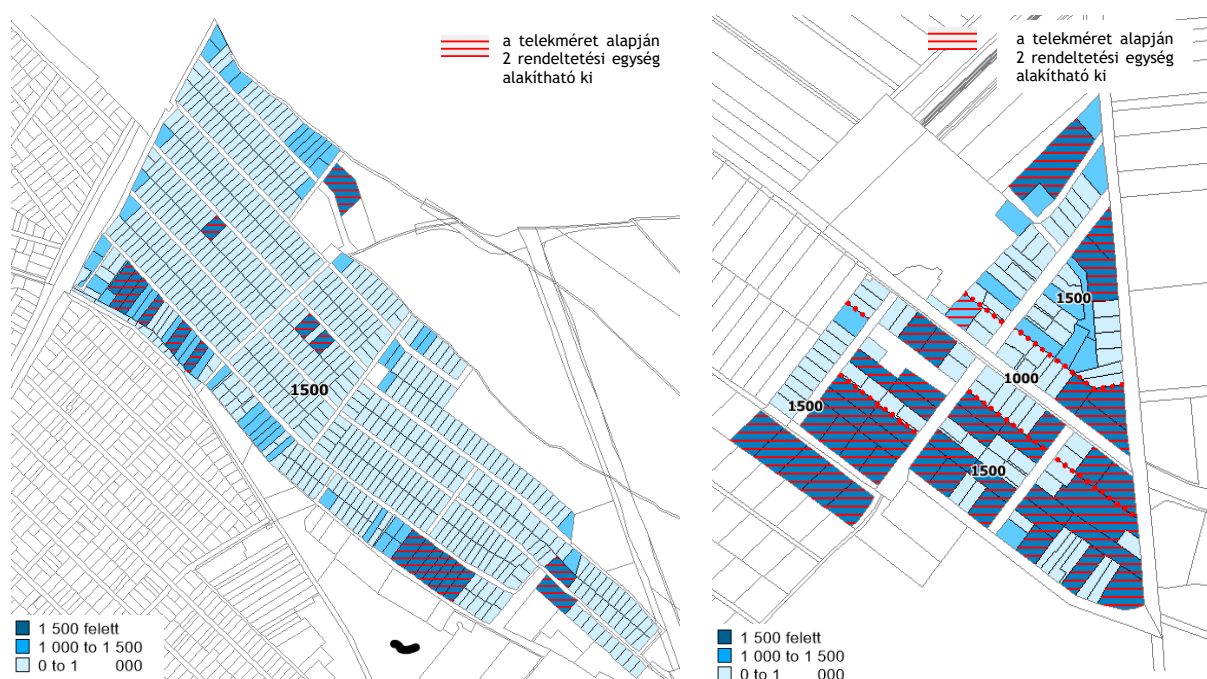 a telekméret alapján
2 rendeltetési egység
alakítható ki
1500
1 500 felett
1 000 to 1 500
0 to 1 000
a telekméret alapján
2 rendeltetési egység
alakítható ki
1500
1000
1500
1500
1 500 felett
1 000 to 1 500
0 to 1 000